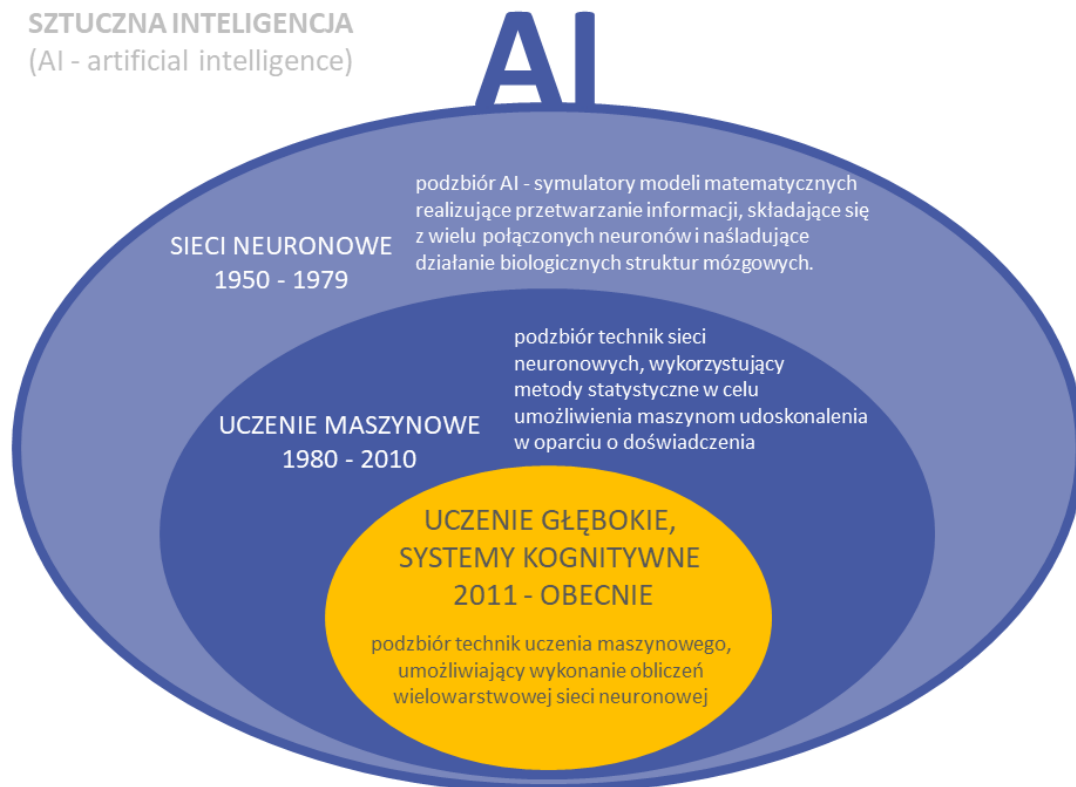 SZTUCZNA INTELIGENCJA
(AI - artificial intelligence)
AI
podzbiór AI - symulatory modeli matematycznych
realizujące przetwarzanie informacji, składające się
z wielu połączonych neuronów i naśladujące
działanie biologicznych struktur mózgowych.
SIECI NEURONOWE
1950 - 1979
podzbiór technik sieci
neuronowych, wykorzystujący
metody statystyczne w celu
umożliwienia maszynom udoskonalenia
w oparciu o doświadczenia
UCZENIE MASZYNOWE
1980 - 2010
UCZENIE GŁĘBOKIE,
SYSTEMY KOGNITYWNE
2011 - OBECNIE
podzbiór technik uczenia maszynowego,
umożliwiający wykonanie obliczeń
wielowarstwowej sieci neuronowej